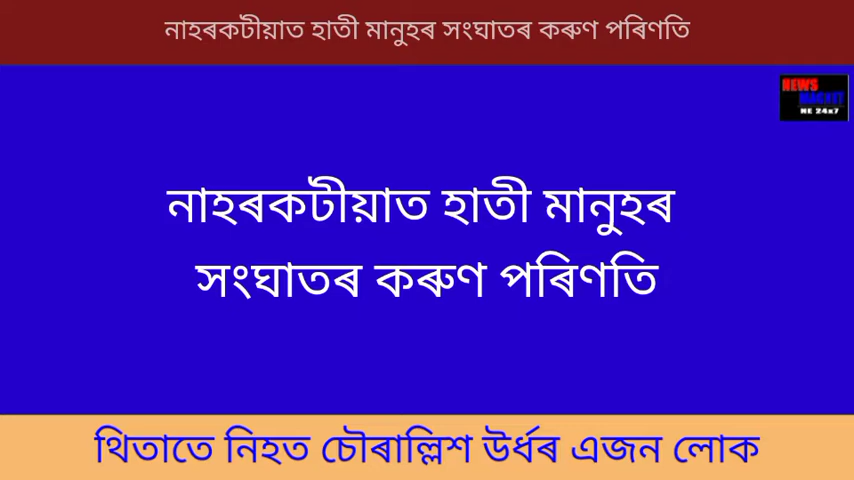 নাহৰকটীয়াত হাতী মানুহৰ সংঘাতৰ কৰুণ পৰিণতি
NEWS
MAGNET
NE 24x7
নাহৰকটীয়াত হাতী মানুহৰ
সংঘাতৰ কৰুণ পৰিণতি
থিতাতে নিহত চৌৰাল্লিশ উৰ্ধৰ এজন লোক